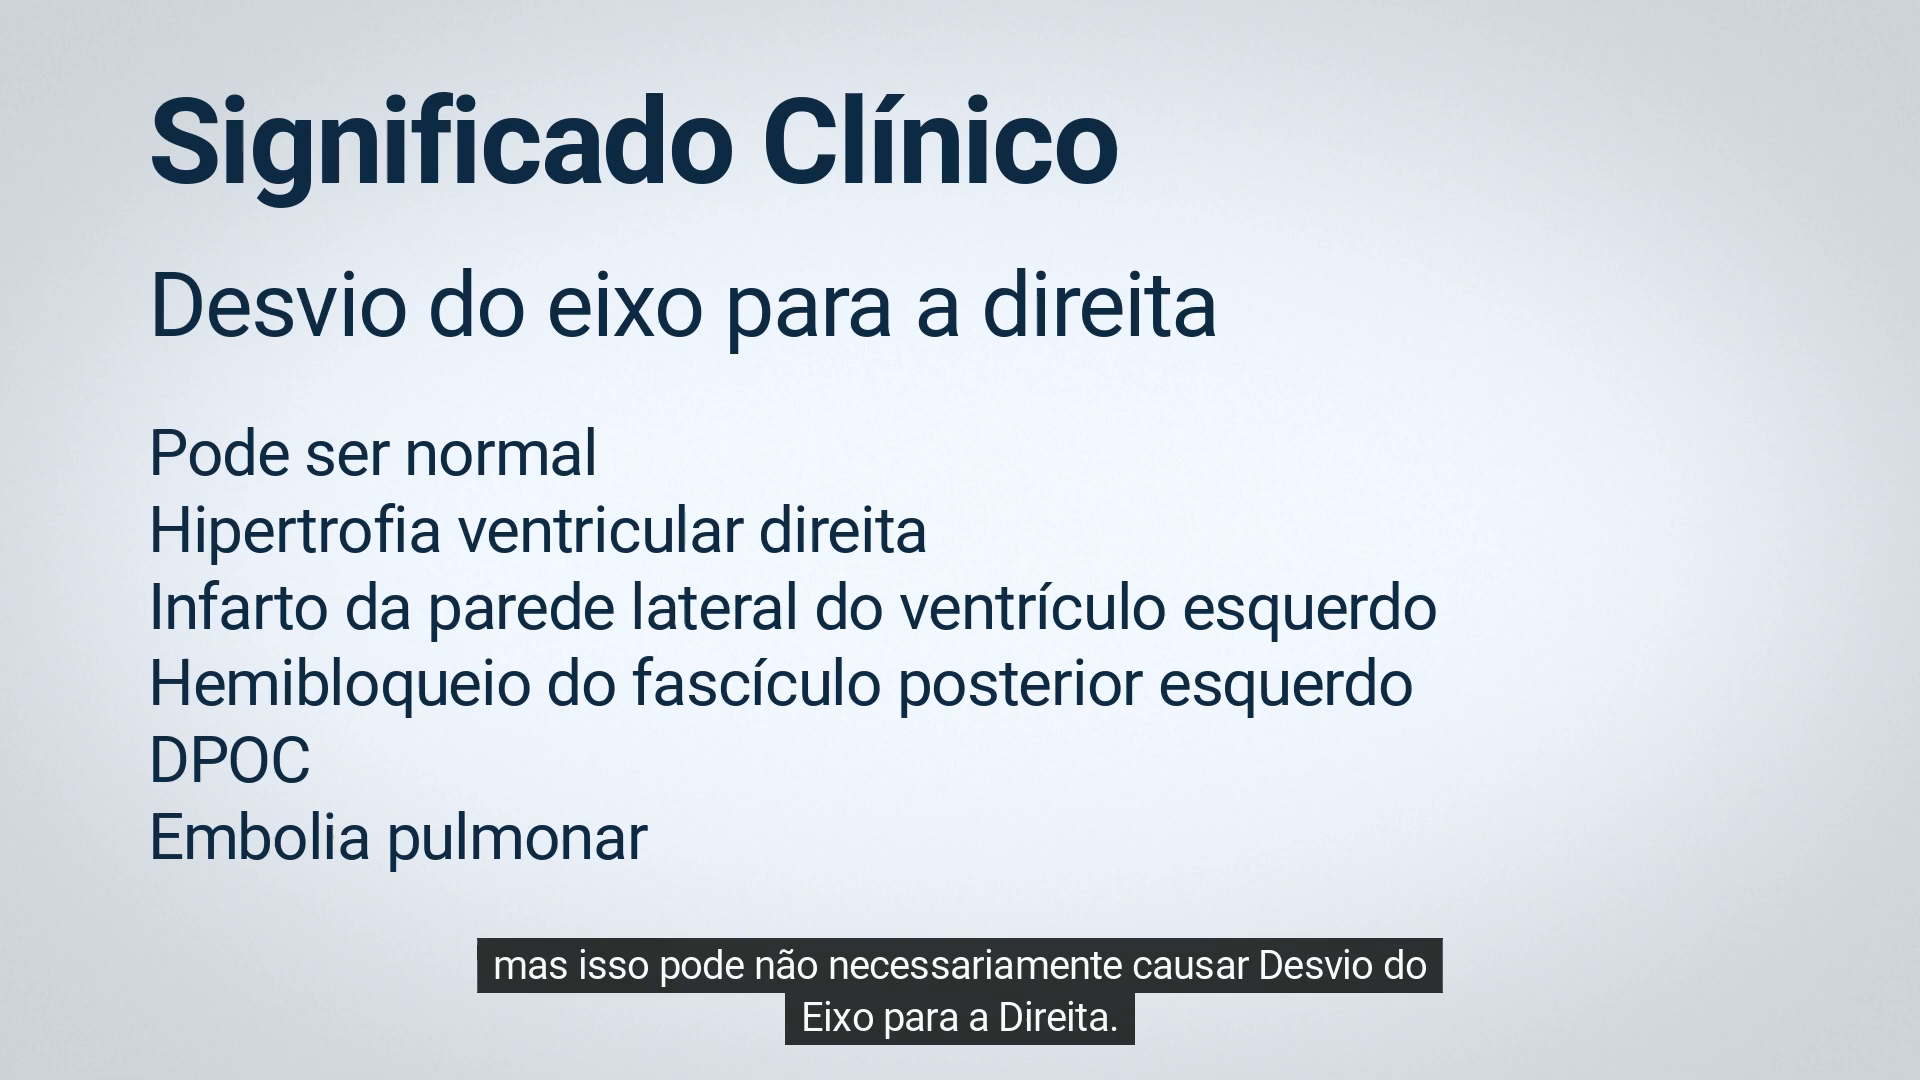 Significado Clínico
Desvio do eixo para a direita
Pode ser normal
Hipertrofia ventricular direita
Infarto da parede lateral do ventrículo esquerdo
Hemibloqueio do fascículo posterior esquerdo
DPOC
Embolia pulmonar
mas isso pode não necessariamente causar Desvio do
Eixo para a Direita.